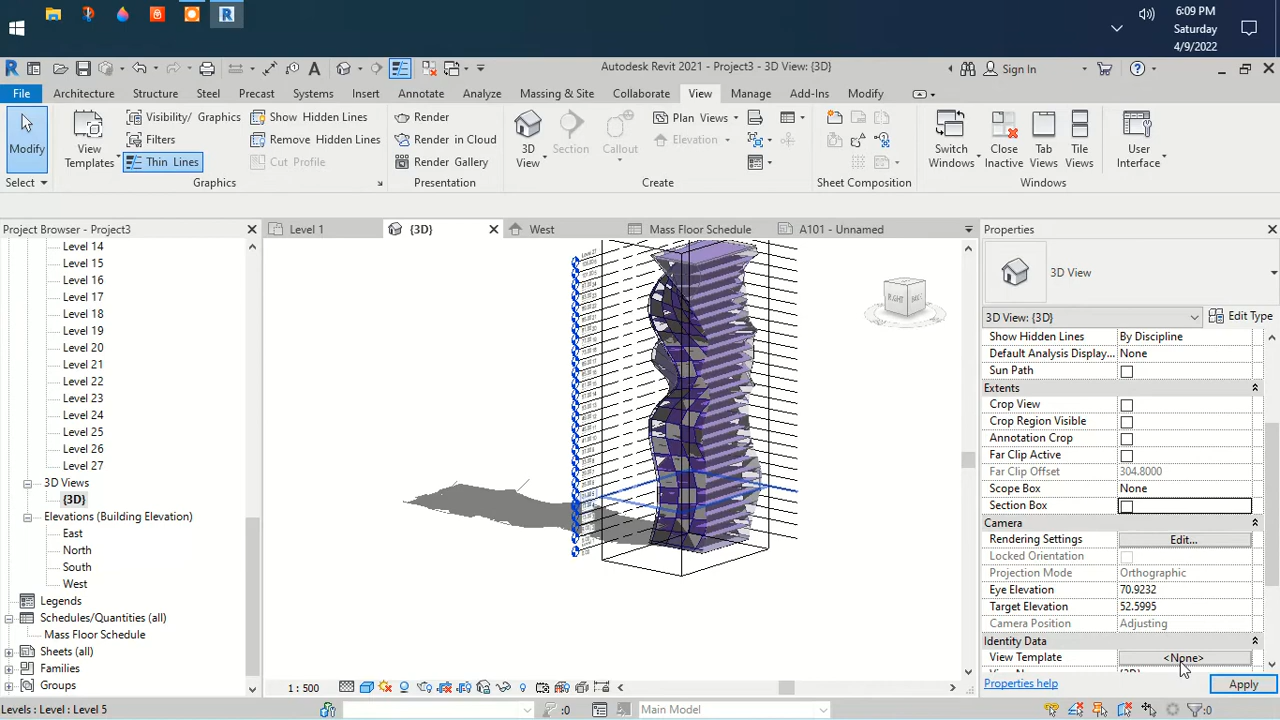 6:09 PM
Saturday
4/9/2022
Autodesk Revit 2021 - Project3 - 3D View: {3D}
Sign In
File
Architecture
Structure
Steel
Precast
Systems
Insert
Annotate
Analyze
Massing & Site
Collaborate
View
Manage
Add-Ins
Modify
Modify
Select
View
Templates
Visibility/ Graphics
Filters
Thin Lines
Show Hidden Lines
Remove Hidden Lines
Cut Profile
Graphics
Render
Render in Cloud
Render Gallery
Presentation
3D
View
Section
Callout
Plan Views
Elevation
Create
Sheet Composition
Switch
Windows
Close
Inactive
Tab
Views
Tile
Views
Windows
User
Interface
Project Browser - Project3
Level 14
Level 15
Level 16
Level 17
Level 18
Level 19
Level 20
Level 21
Level 22
Level 23
Level 24
Level 25
Level 26
Level 27
3D Views
{3D}
Elevations (Building Elevation)
East
North
South
West
Legends
Schedules/Quantities (all)
Mass Floor Schedule
Sheets (all)
Families
Groups
Level 1
{3D}
West
Mass Floor Schedule
A101 - Unnamed
RIGHT
BACK
1 : 500
Properties
3D View
3D View: {3D}
Edit Type
Show Hidden Lines By Discipline
Default Analysis Display... None
Sun Path
Extents
Crop View
Crop Region Visible
Annotation Crop
Far Clip Active
Far Clip Offset 304.8000
Scope Box None
Section Box
Camera
Rendering Settings Edit...
Locked Orientation
Projection Mode Orthographic
Eye Elevation 70.9232
Target Elevation 52.5995
Camera Position Adjusting
Identity Data
View Template <None>
Properties help
Apply
Levels : Level : Level 5
:0
Main Model
:0